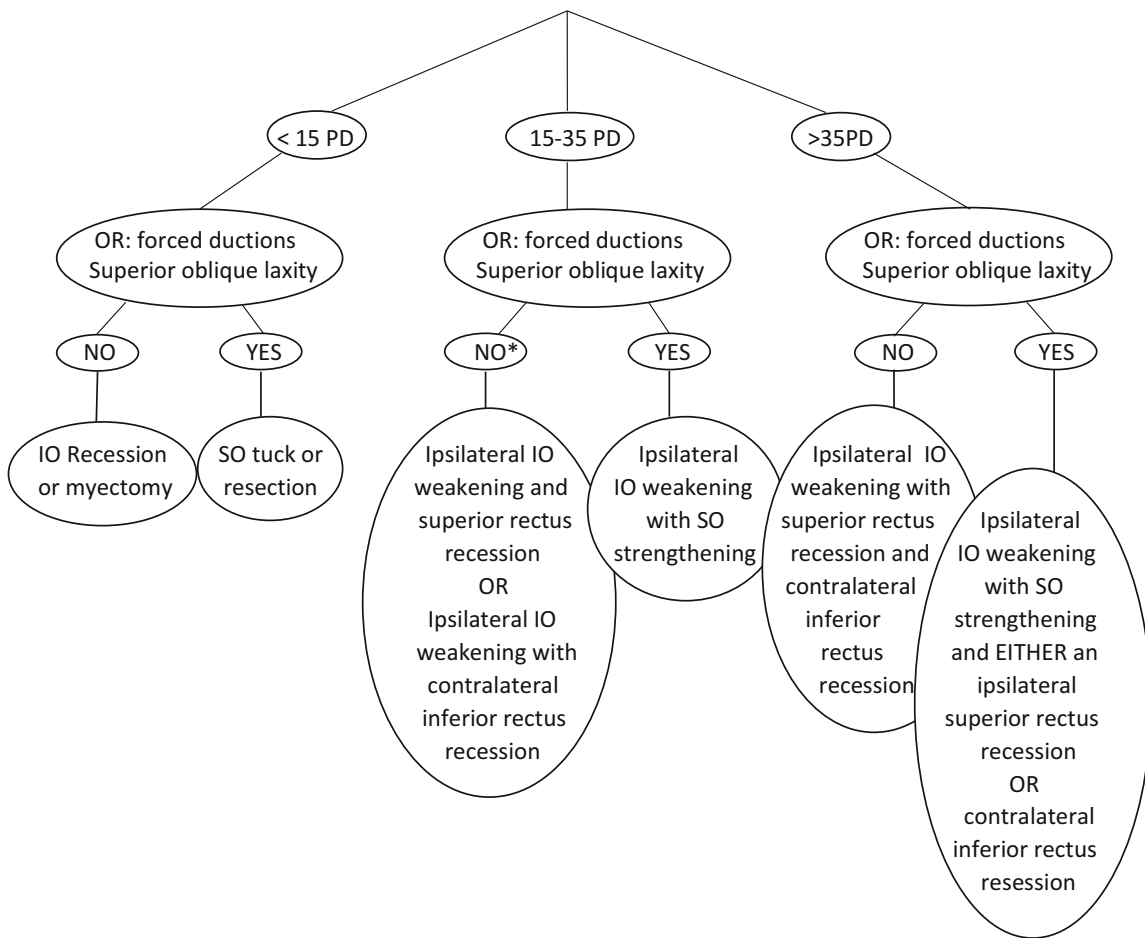 < 15 PD
15-35 PD
>35PD
OR: forced ductions
Superior oblique laxity
OR: forced ductions
Superior oblique laxity
OR: forced ductions
Superior oblique laxity
NO
YES
NO*
YES
NO
YES
IO Recession
or myectomy
SO tuck or
resection
Ipsilateral IO
weakening and
superior rectus
recession
OR
Ipsilateral IO
weakening with
contralateral
inferior rectus
recession
Ipsilateral
IO weakening
with SO
strengthening
Ipsilateral IO
weakening with
superior rectus
recession and
contralateral
inferior
rectus
recession
Ipsilateral
IO weakening
with SO
strengthening
and EITHER an
ipsilateral
superior rectus
recession
OR
contralateral
inferior rectus
resession